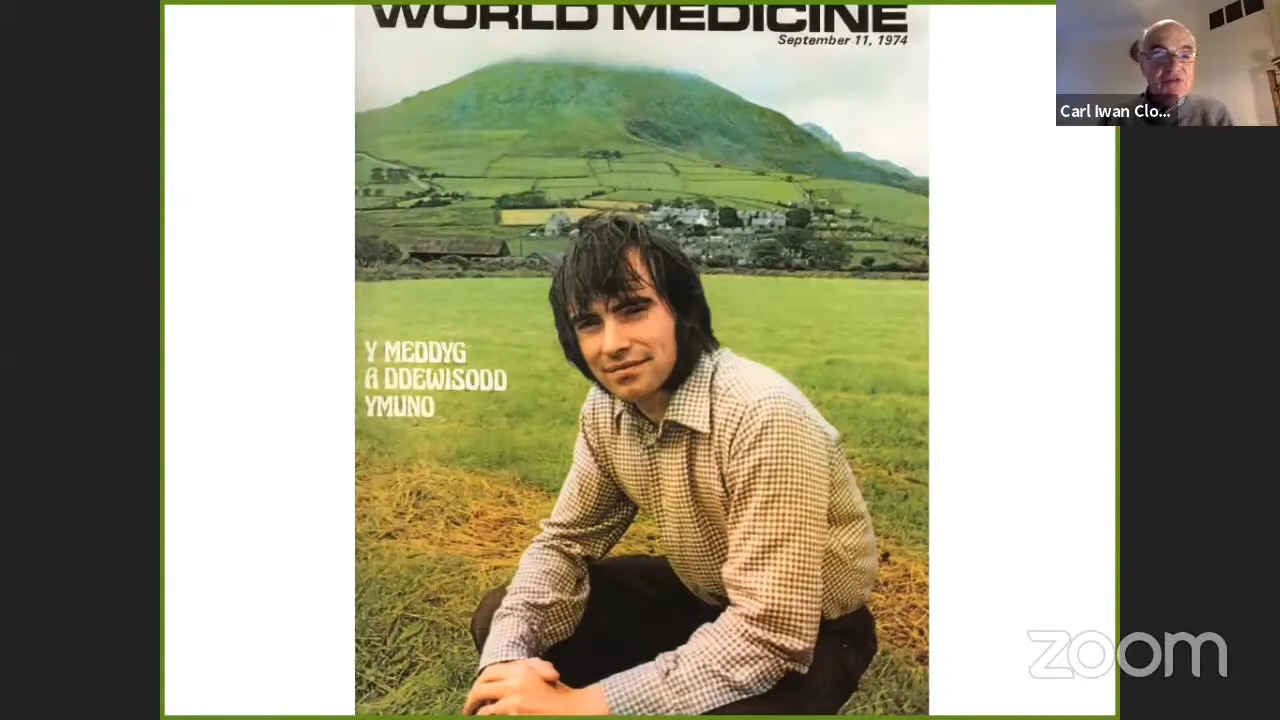 WORLD MEDICINE
September 11, 1974
Carl Iwan Clo...
Y MEDDYG
A DDEWISODD
YMUNO
zoom